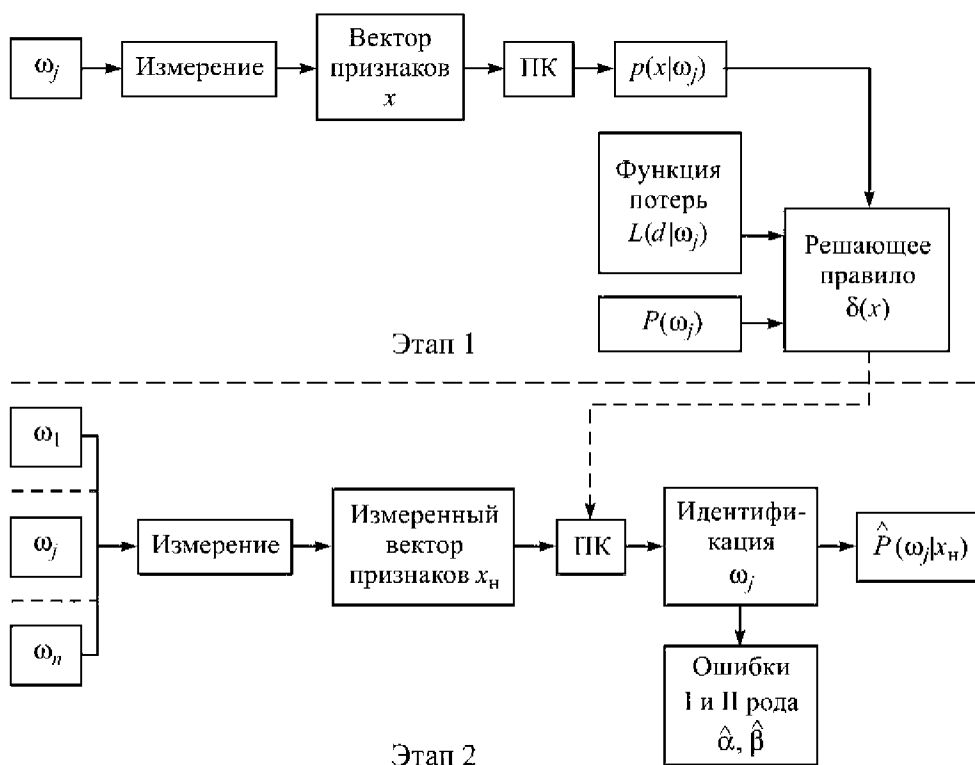 ω_j
Измерение
Вектор
признаков
x
ПК
p(x|ω_j)
Функция
потерь
L(d|ω_j)
Решающее
правило
δ(x)
P(ω_j)
Этап 1
ω_1
ω_j
ω_n
Измерение
Измеренный
вектор
признаков x_н
ПК
Идентифи-
кация
ω_j
P̂(ω_j|x_н)
Ошибки
I и II рода
α̂, β̂
Этап 2